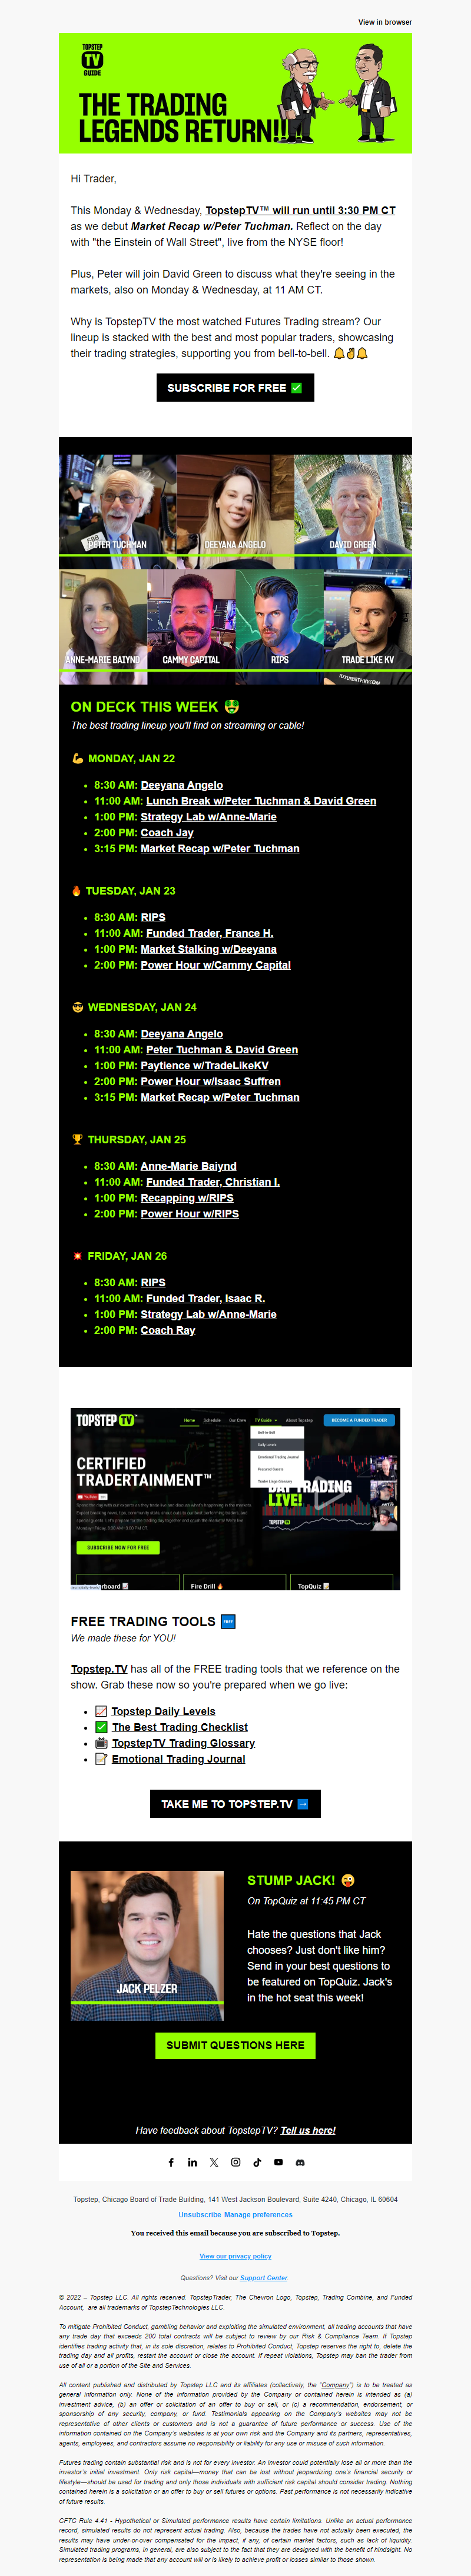 View in browser
TOPSTEP
TV
GUIDE
THE TRADING
LEGENDS RETURN!!
Hi Trader,
This Monday & Wednesday, TopstepTV™ will run until 3:30 PM CT
as we debut Market Recap w/Peter Tuchman. Reflect on the day
with "the Einstein of Wall Street", live from the NYSE floor!
Plus, Peter will join David Green to discuss what they're seeing in the
markets, also on Monday & Wednesday, at 11 AM CT.
Why is TopstepTV the most watched Futures Trading stream? Our
lineup is stacked with the best and most popular traders, showcasing
their trading strategies, supporting you from bell-to-bell. 🔔✌🔔
SUBSCRIBE FOR FREE ✅
PETER TUCHMAN
DEEYANA ANGELO
DAVID GREEN
ANNE-MARIE BAIYND
CAMMY CAPITAL
RIPS
TRADE LIKE KV
ON DECK THIS WEEK 🤑
The best trading lineup you'll find on streaming or cable!
💪 MONDAY, JAN 22
• 8:30 AM: Deeyana Angelo
• 11:00 AM: Lunch Break w/Peter Tuchman & David Green
• 1:00 PM: Strategy Lab w/Anne-Marie
• 2:00 PM: Coach Jay
• 3:15 PM: Market Recap w/Peter Tuchman
🔥 TUESDAY, JAN 23
• 8:30 AM: RIPS
• 11:00 AM: Funded Trader, France H.
• 1:00 PM: Market Stalking w/Deeyana
• 2:00 PM: Power Hour w/Cammy Capital
😎 WEDNESDAY, JAN 24
• 8:30 AM: Deeyana Angelo
• 11:00 AM: Peter Tuchman & David Green
• 1:00 PM: Paytience w/TradeLikeKV
• 2:00 PM: Power Hour w/Isaac Suffren
• 3:15 PM: Market Recap w/Peter Tuchman
🏆 THURSDAY, JAN 25
• 8:30 AM: Anne-Marie Baiynd
• 11:00 AM: Funded Trader, Christian I.
• 1:00 PM: Recapping w/RIPS
• 2:00 PM: Power Hour w/RIPS
💥 FRIDAY, JAN 26
• 8:30 AM: RIPS
• 11:00 AM: Funded Trader, Isaac R.
• 1:00 PM: Strategy Lab w/Anne-Marie
• 2:00 PM: Coach Ray
TOPSTEP TV
Home Schedule Our Crew TV Guide About Topstep BECOME A FUNDED TRADER
Bell-to-Bell
Daily Levels
Emotional Trading Journal
Featured Guests
Trade Lingo Glossary
CERTIFIED
TRADERTAINMENT™
DAY TRADING
LIVE!
TOPSTEP TV
SUBSCRIBE NOW FOR FREE
Fire Drill 🔥
TopQuiz 📈
FREE TRADING TOOLS 🆓
We made these for YOU!
Topstep.TV has all of the FREE trading tools that we reference on the
show. Grab these now so you're prepared when we go live:
• 📈 Topstep Daily Levels
• ✅ The Best Trading Checklist
• 📺 TopstepTV Trading Glossary
• 📝 Emotional Trading Journal
TAKE ME TO TOPSTEP.TV ➡
JACK PELZER
STUMP JACK! 😜
On TopQuiz at 11:45 PM CT
Hate the questions that Jack
chooses? Just don't like him?
Send in your best questions to
be featured on TopQuiz. Jack's
in the hot seat this week!
SUBMIT QUESTIONS HERE
Have feedback about TopstepTV? Tell us here!
Topstep, Chicago Board of Trade Building, 141 West Jackson Boulevard, Suite 4240, Chicago, IL 60604
Unsubscribe Manage preferences
You received this email because you are subscribed to Topstep.
View our privacy policy
Questions? Visit our Support Center
© 2022 – Topstep LLC. All rights reserved. TopstepTrader, The Chevron Logo, Topstep, Trading Combine, and Funded
Account, are all trademarks of TopstepTechnologies LLC.
To mitigate Prohibited Conduct, gambling behavior and exploiting the simulated environment, all trading accounts that have
any trade day that exceeds 200 total contracts will be subject to review by our Risk & Compliance Team. If Topstep
identifies trading activity that, in its sole discretion, relates to Prohibited Conduct, Topstep reserves the right to, delete the
trading day and all profits, restart the account or close the account. If repeat violations, Topstep may ban the trader from
use of all or a portion of the Site and Services.
All content published and distributed by Topstep LLC and its affiliates (collectively, the "Company") is to be treated as
general information only. None of the information provided by the Company or contained herein is intended as (a)
investment advice, (b) an offer or solicitation of an offer to buy or sell, or (c) a recommendation, endorsement, or
sponsorship of any security, company, or fund. Testimonials appearing on the Company's websites may not be
representative of other clients or customers and is not a guarantee of future performance or success. Use of the
information contained on the Company's websites is at your own risk and the Company and its partners, representatives,
agents, employees, and contractors assume no responsibility or liability for any use or misuse of such information.
Futures trading contain substantial risk and is not for every investor. An investor could potentially lose all or more than the
investor's initial investment. Only risk capital—money that can be lost without jeopardizing one's financial security or
lifestyle—should be used for trading and only those individuals with sufficient risk capital should consider trading. Nothing
contained herein is a solicitation or an offer to buy or sell futures or options. Past performance is not necessarily indicative
of future results.
CFTC Rule 4.41 - Hypothetical or Simulated performance results have certain limitations. Unlike an actual performance
record, simulated results do not represent actual trading. Also, because the trades have not actually been executed, the
results may have under-or-over compensated for the impact, if any, of certain market factors, such as lack of liquidity.
Simulated trading programs, in general, are also subject to the fact that they are designed with the benefit of hindsight. No
representation is being made that any account will or is likely to achieve profit or losses similar to those shown.